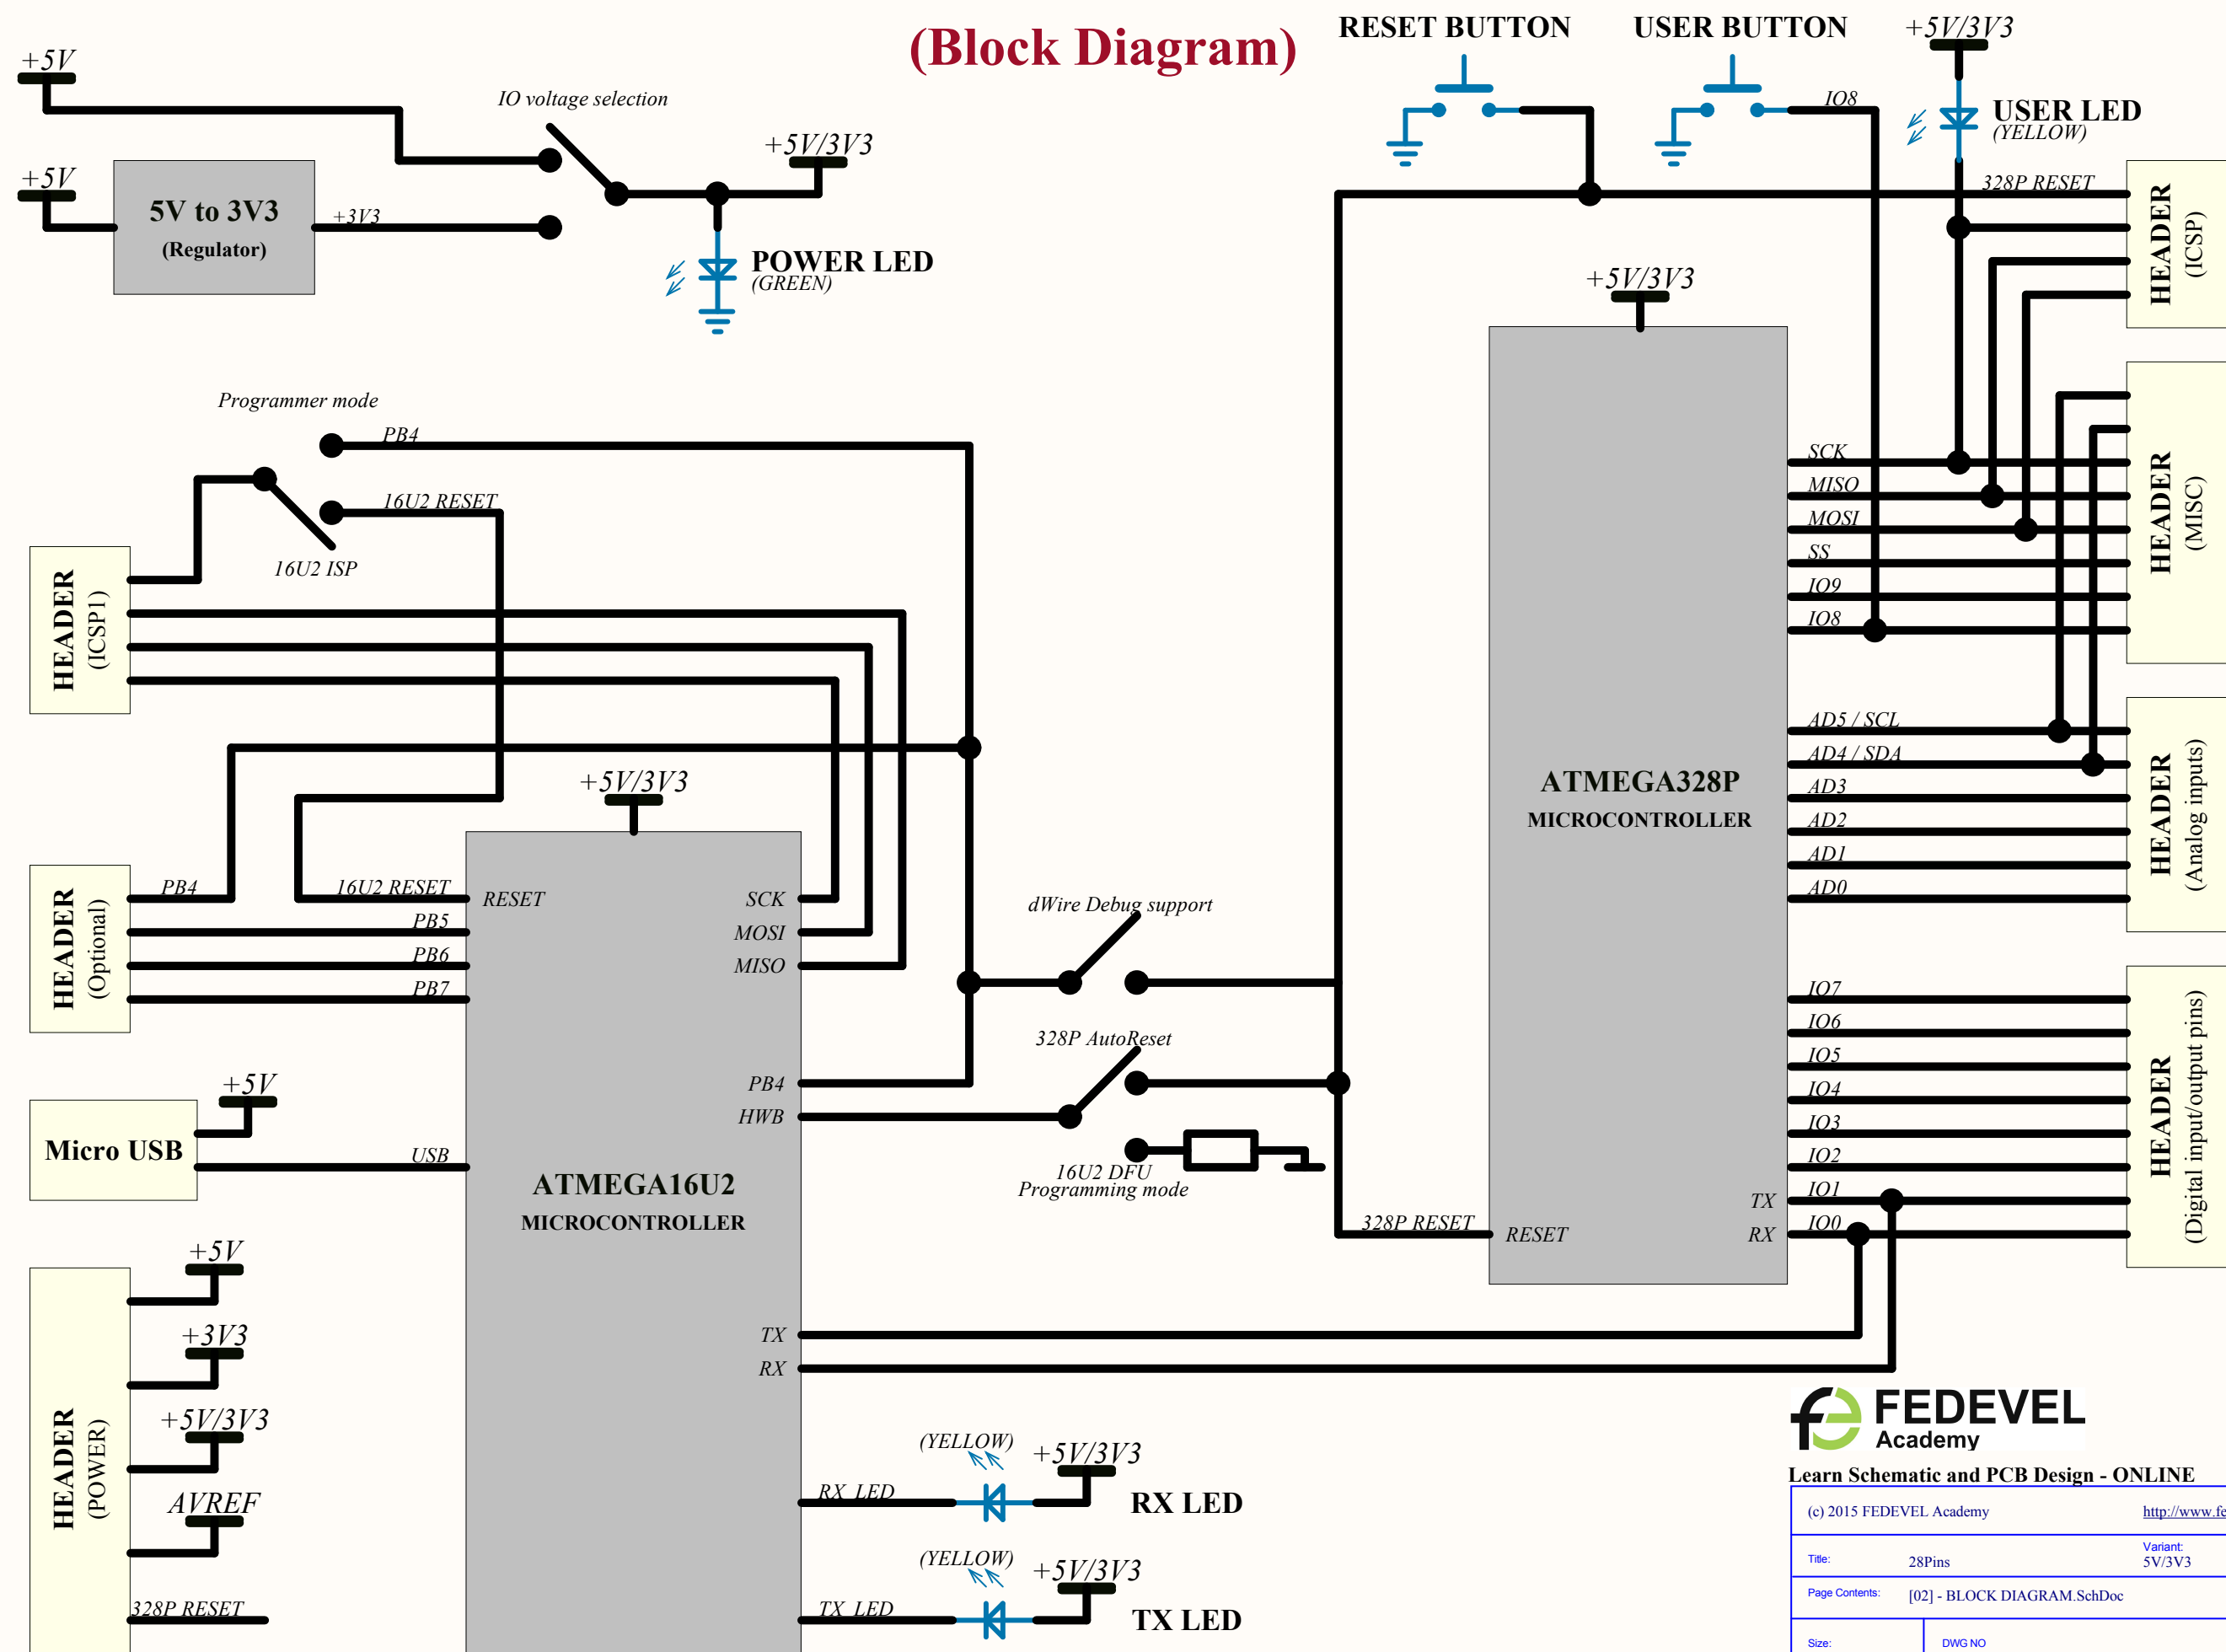 (Block Diagram)
RESET BUTTON
USER BUTTON
+5V/3V3
+5V
IO voltage selection
IO8
USER LED
(YELLOW)
+5V/3V3
+5V
5V to 3V3
(Regulator)
+3V3
POWER LED
(GREEN)
328P RESET
HEADER
(ICSP)
+5V/3V3
Programmer mode
PB4
16U2 RESET
16U2 ISP
HEADER
(ICSP1)
SCK
MISO
MOSI
SS
IO9
IO8
HEADER
(MISC)
AD5 / SCL
AD4 / SDA
AD3
AD2
AD1
AD0
HEADER
(Analog inputs)
ATMEGA328P
MICROCONTROLLER
+5V/3V3
HEADER
(Optional)
PB4
16U2 RESET
PB5
PB6
PB7
RESET
SCK
MOSI
MISO
dWire Debug support
328P AutoReset
PB4
HWB
16U2 DFU
Programming mode
+5V
Micro USB
USB
ATMEGA16U2
MICROCONTROLLER
IO7
IO6
IO5
IO4
IO3
IO2
IO1
IO0
TX
RX
328P RESET
RESET
HEADER
(Digital input/output pins)
TX
RX
+5V
+3V3
+5V/3V3
AVREF
328P RESET
HEADER
(POWER)
(YELLOW)
+5V/3V3
RX LED
RX LED
(YELLOW)
+5V/3V3
TX LED
TX LED
FEDEVEL
Academy
Learn Schematic and PCB Design - ONLINE
(c) 2015 FEDEVEL Academy
http://www.fe
Title:
28Pins
Variant:
5V/3V3
Page Contents:
[02] - BLOCK DIAGRAM.SchDoc
Size:
DWG NO